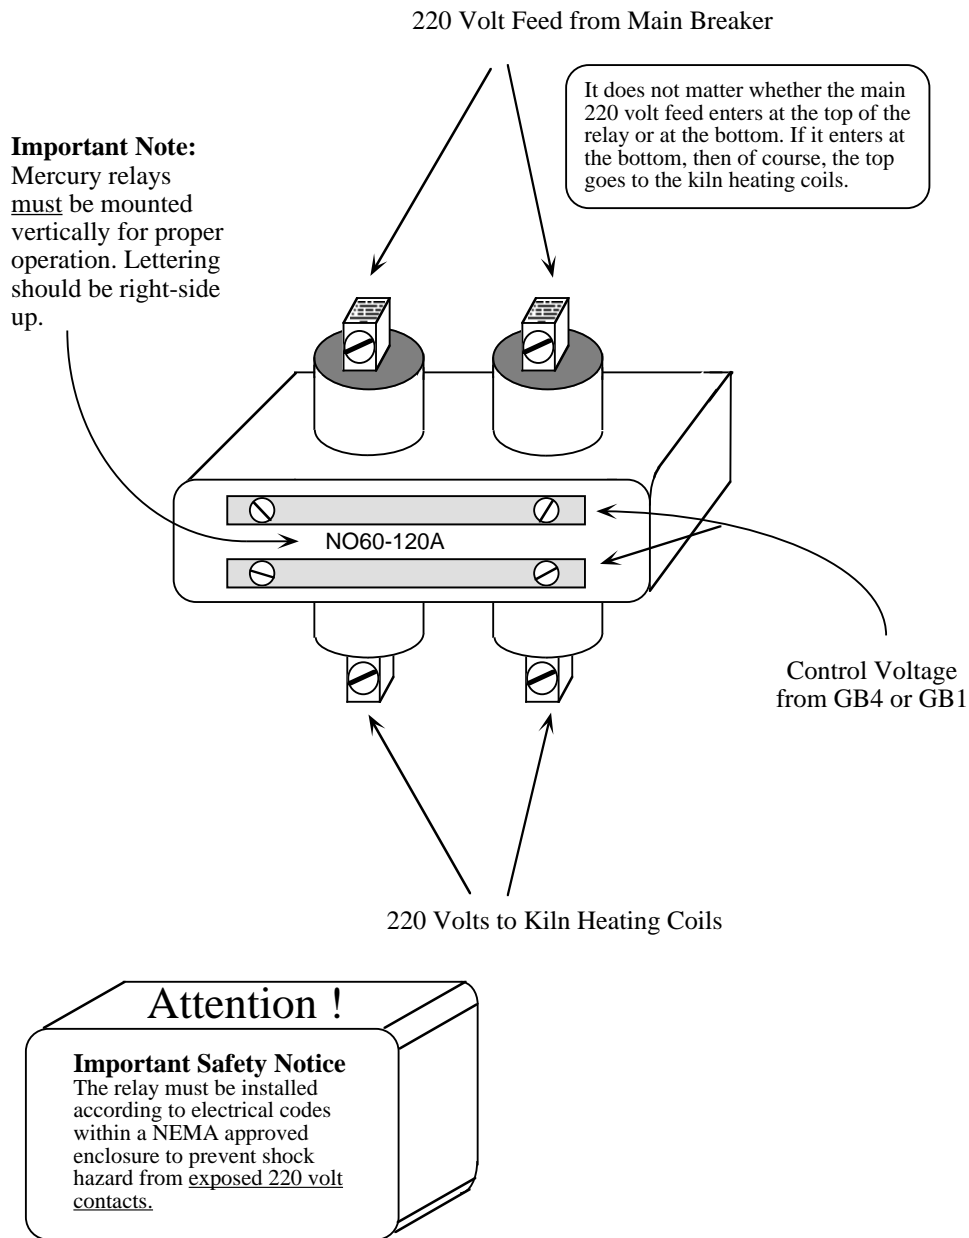 220 Volt Feed from Main Breaker
It does not matter whether the main
220 volt feed enters at the top of the
relay or at the bottom. If it enters at
the bottom, then of course, the top
goes to the kiln heating coils.
Important Note:
Mercury relays
must be mounted
vertically for proper
operation. Lettering
should be right-side
up.
NO60-120A
Control Voltage
from GB4 or GB1
220 Volts to Kiln Heating Coils
Attention !
Important Safety Notice
The relay must be installed
according to electrical codes
within a NEMA approved
enclosure to prevent shock
hazard from exposed 220 volt
contacts.